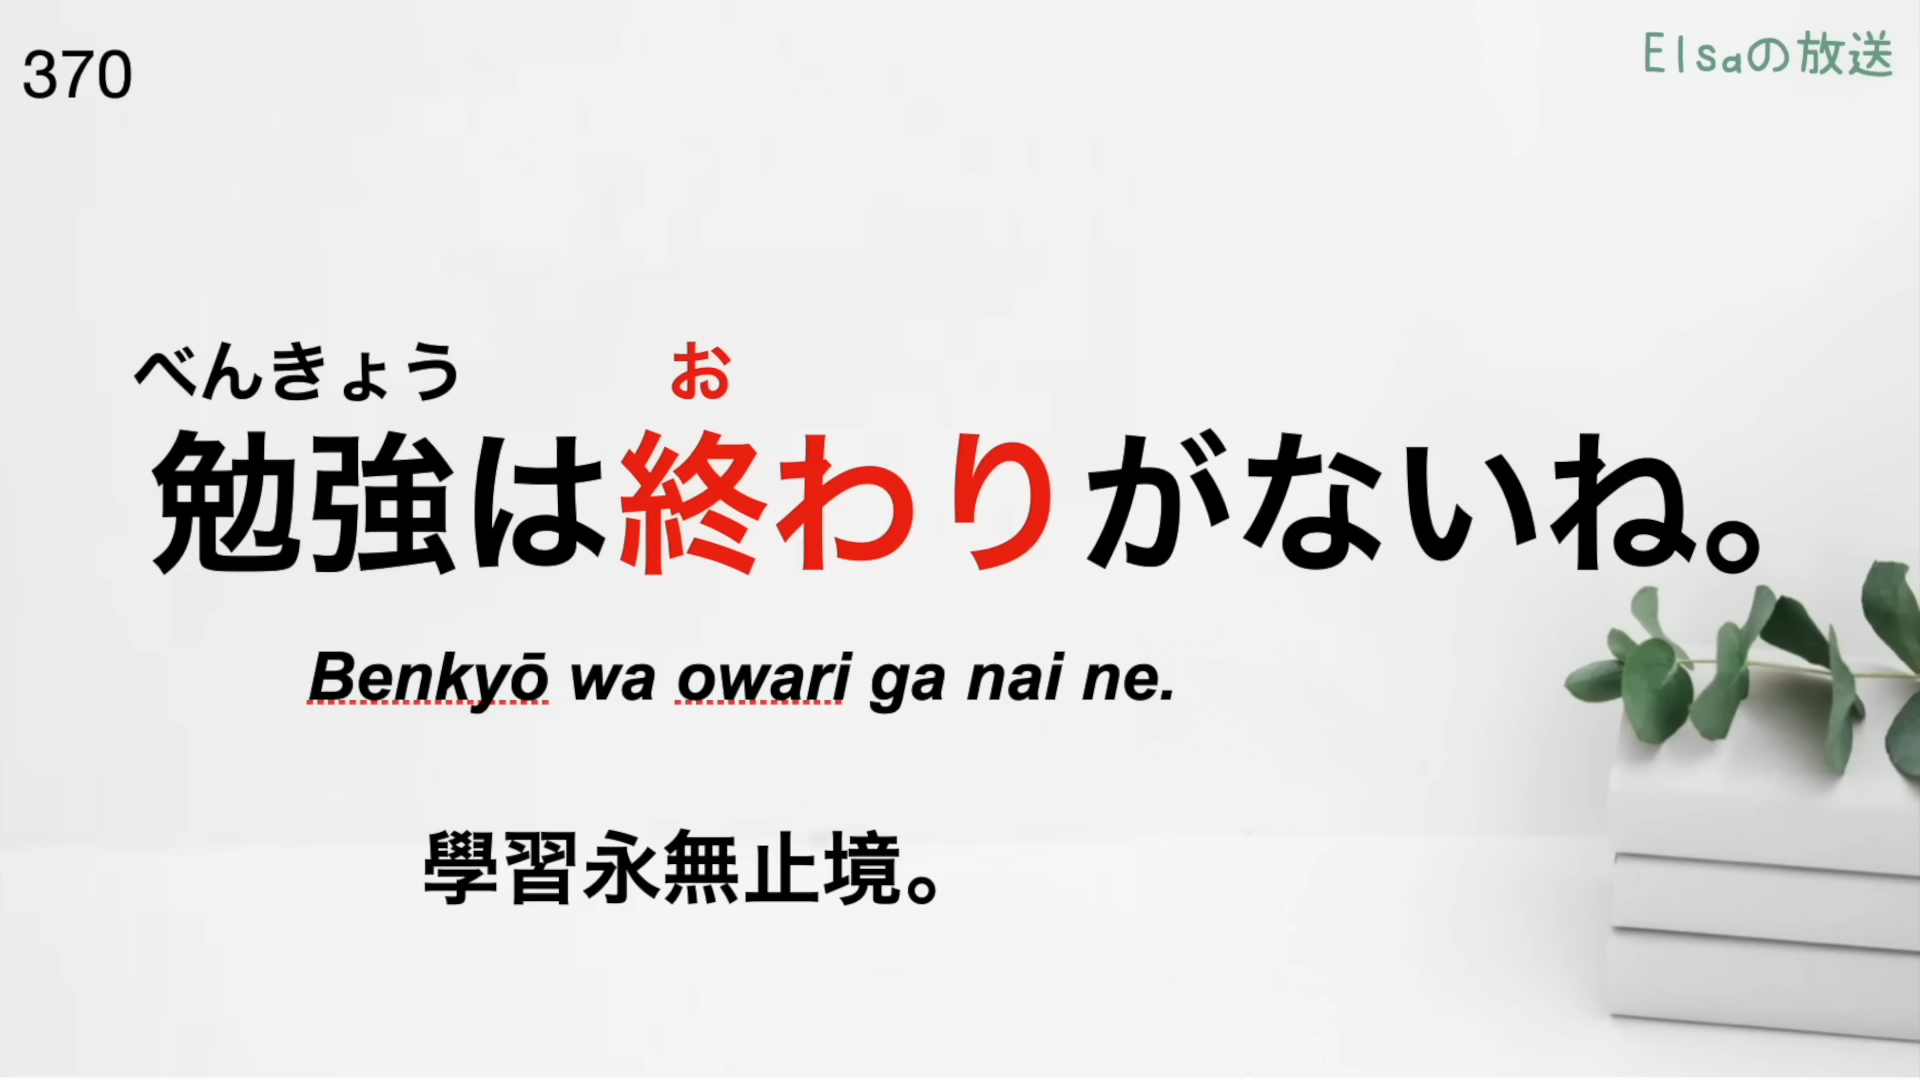 370
Elsaの放送
べんきょう お
勉強は終わりがないね。
Benkyō wa owari ga nai ne.
學習永無止境。